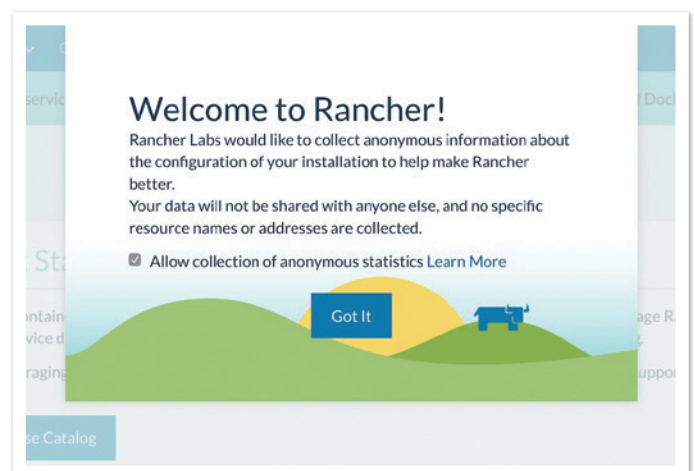 Welcome to Rancher!
Rancher Labs would like to collect anonymous information about
the configuration of your installation to help make Rancher
better.
Your data will not be shared with anyone else, and no specific
resource names or addresses are collected.
Allow collection of anonymous statistics Learn More
Got It
Catalog